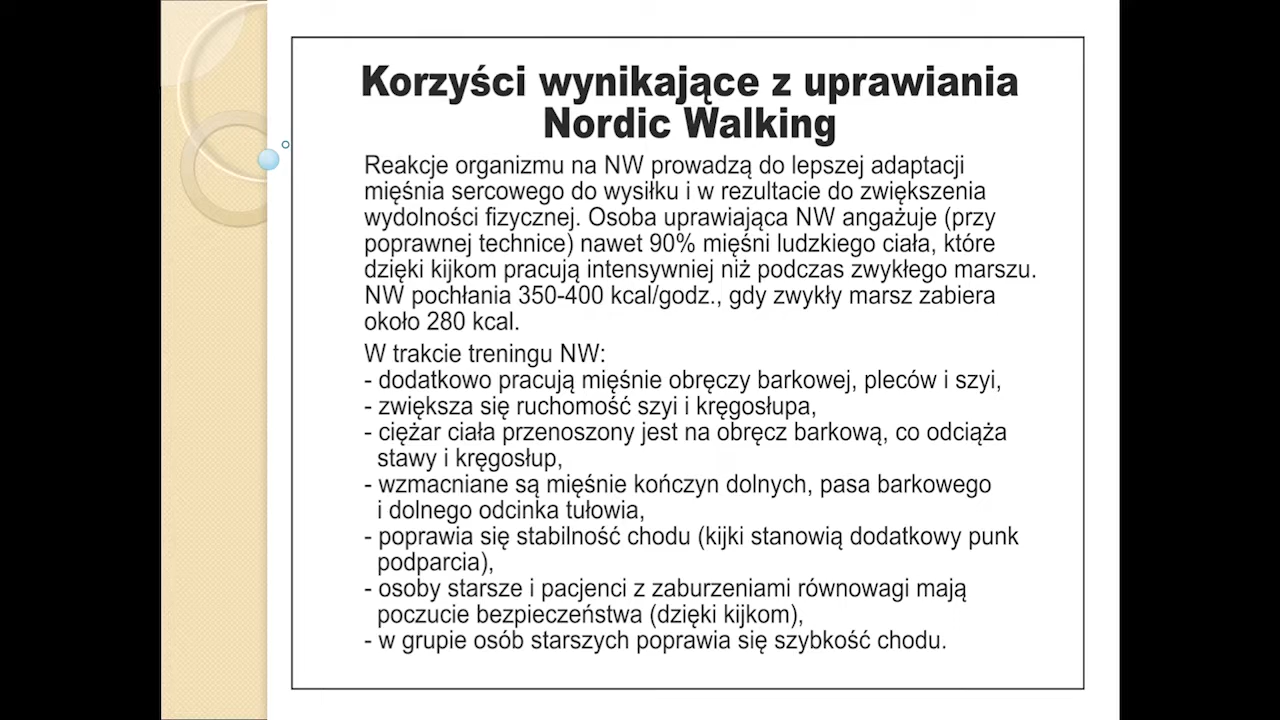 Korzyści wynikające z uprawiania
Nordic Walking
Reakcje organizmu na NW prowadzą do lepszej adaptacji
mięśnia sercowego do wysiłku i w rezultacie do zwiększenia
wydolności fizycznej. Osoba uprawiająca NW angażuje (przy
poprawnej technice) nawet 90% mięśni ludzkiego ciała, które
dzięki kijkom pracują intensywniej niż podczas zwykłego marszu.
NW pochłania 350-400 kcal/godz., gdy zwykły marsz zabiera
około 280 kcal.
W trakcie treningu NW:
- dodatkowo pracują mięśnie obręczy barkowej, pleców i szyi,
- zwiększa się ruchomość szyi i kręgosłupa,
- ciężar ciała przenoszony jest na obręcz barkową, co odciąża
stawy i kręgosłup,
- wzmacniane są mięśnie kończyn dolnych, pasa barkowego
i dolnego odcinka tułowia,
- poprawia się stabilność chodu (kijki stanowią dodatkowy punk
podparcia),
- osoby starsze i pacjenci z zaburzeniami równowagi mają
poczucie bezpieczeństwa (dzięki kijkom),
- w grupie osób starszych poprawia się szybkość chodu.